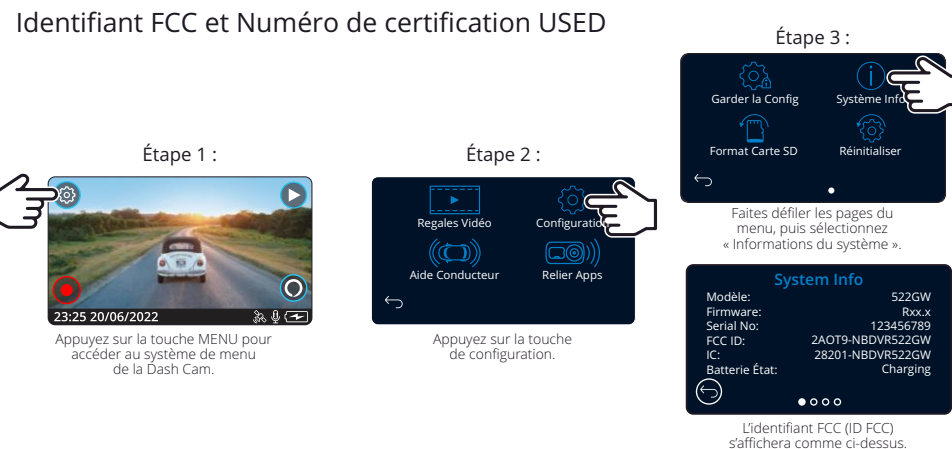 Identifiant FCC et Numéro de certification USED
Étape 1 :
23:25 20/06/2022
Appuyez sur la touche MENU pour
accéder au système de menu
de la Dash Cam.
Étape 2 :
Regales Vidéo
Configuratio
Aide Conducteur
Relier Apps
Appuyez sur la touche
de configuration.
Étape 3 :
Garder la Config
Système Info
Format Carte SD
Réinitialiser
Faites défiler les pages du
menu, puis sélectionnez
« Informations du système ».
System Info
Modèle: 522GW
Firmware: Rxx.x
Serial No: 123456789
FCC ID: 2AOT9-NBDVR522GW
IC: 28201-NBDVR522GW
Batterie État: Charging
L'identifiant FCC (ID FCC)
s'affichera comme ci-dessus.